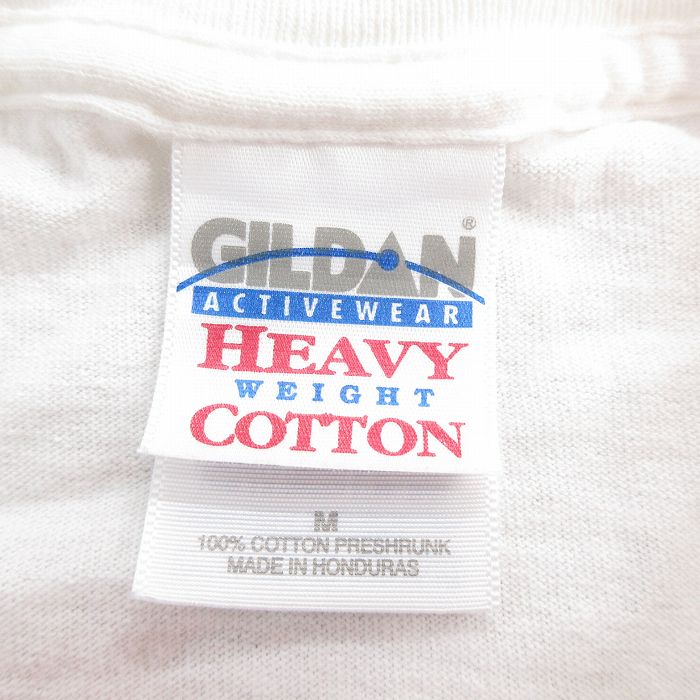 GILDAN®
ACTIVEWEAR
HEAVY
WEIGHT
COTTON
M
100% COTTON PRESHRUNK
MADE IN HONDURAS